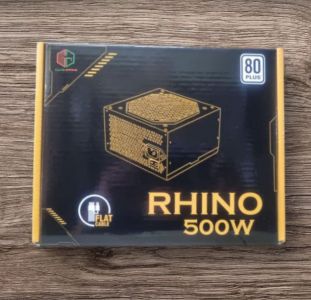 80
PLUS
RHINO
500W
FLAT
CABLE